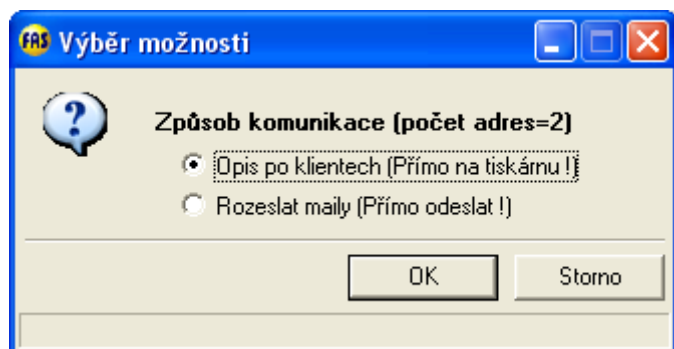 FAS Výběr možnosti
Způsob komunikace (počet adres=2)
Opis po klientech (Přímo na tiskárnu !)
Rozeslat maily (Přímo odeslat !)
OK Storno